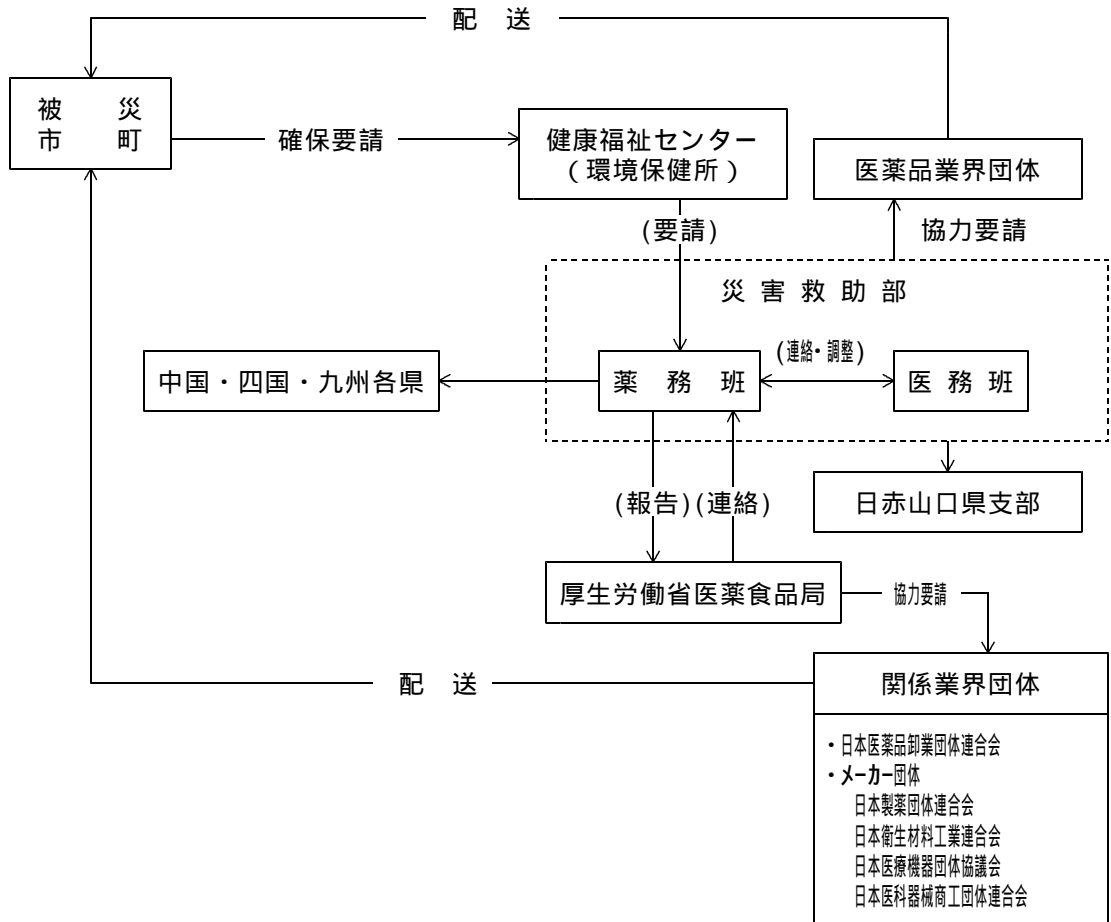 配　送
被　　災
市　　町
確保要請
健康福祉センター
（環境保健所）
医薬品業界団体
(要請)
協力要請
災 害 救 助 部
(連絡・調整)
中国・四国・九州各県
薬　務　班
医 務 班
(報告)(連絡)
日赤山口県支部
厚生労働省医薬食品局
協力要請
配　送
関係業界団体
・日本医薬品卸業団体連合会
・メーカー団体
日本製薬団体連合会
日本衛生材料工業連合会
日本医療機器団体協議会
日本医科器械商工団体連合会